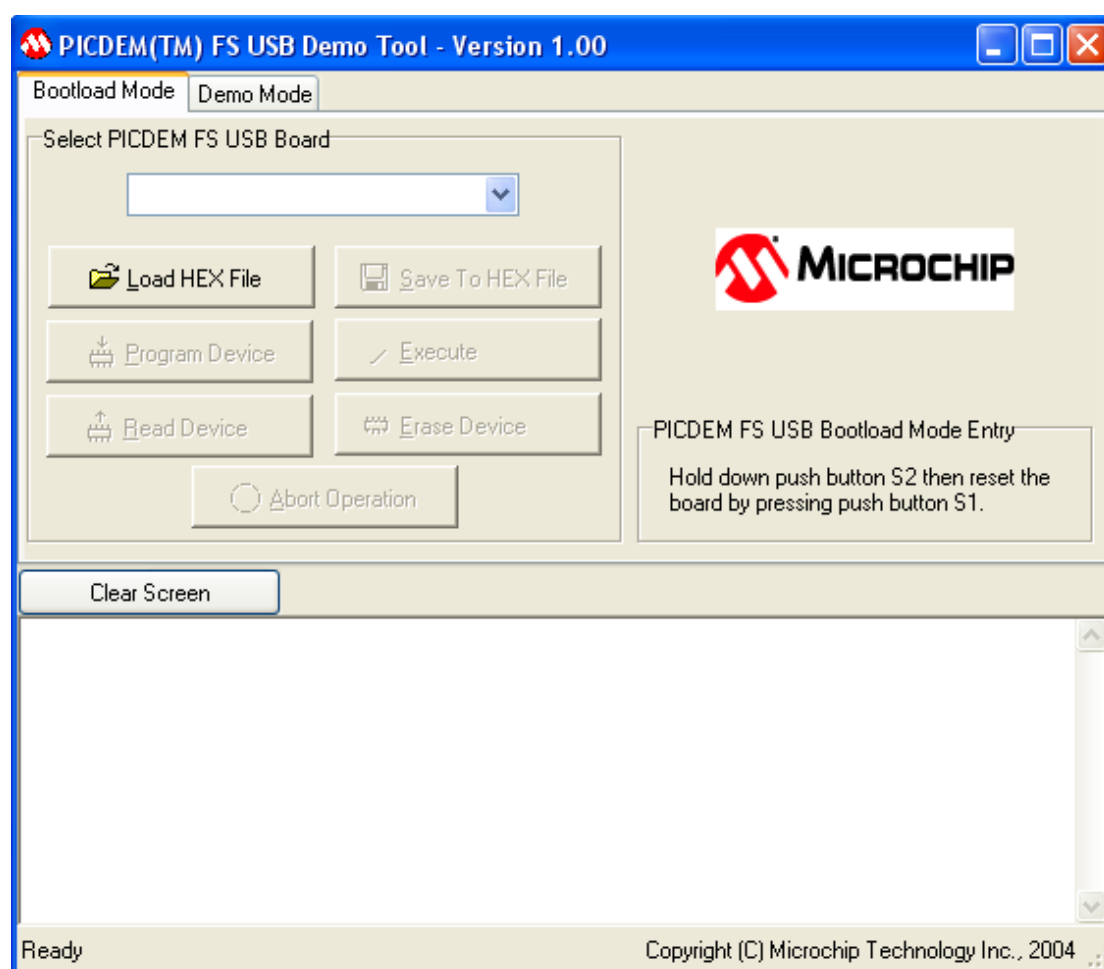 PICDEM(TM) FS USB Demo Tool - Version 1.00
Bootload Mode
Demo Mode
Select PICDEM FS USB Board
Load HEX File
Save To HEX File
Program Device
Execute
Read Device
Erase Device
Abort Operation
MICROCHIP
PICDEM FS USB Bootload Mode Entry
Hold down push button S2 then reset the
board by pressing push button S1.
Clear Screen
Ready
Copyright (C) Microchip Technology Inc., 2004